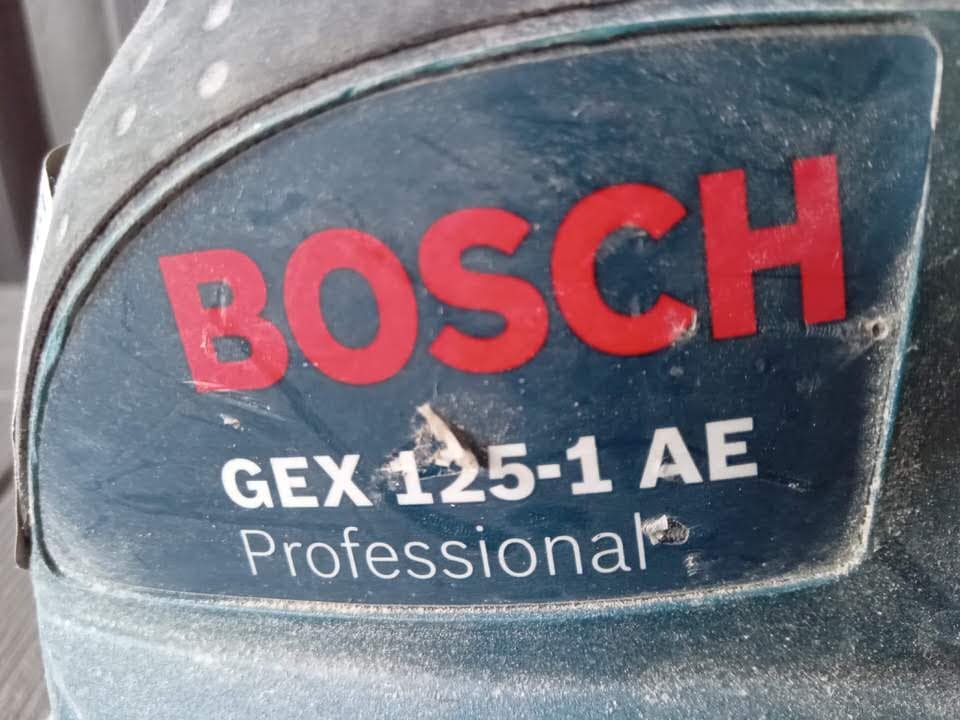 BOSCH
GEX 125-1 AE
Professional